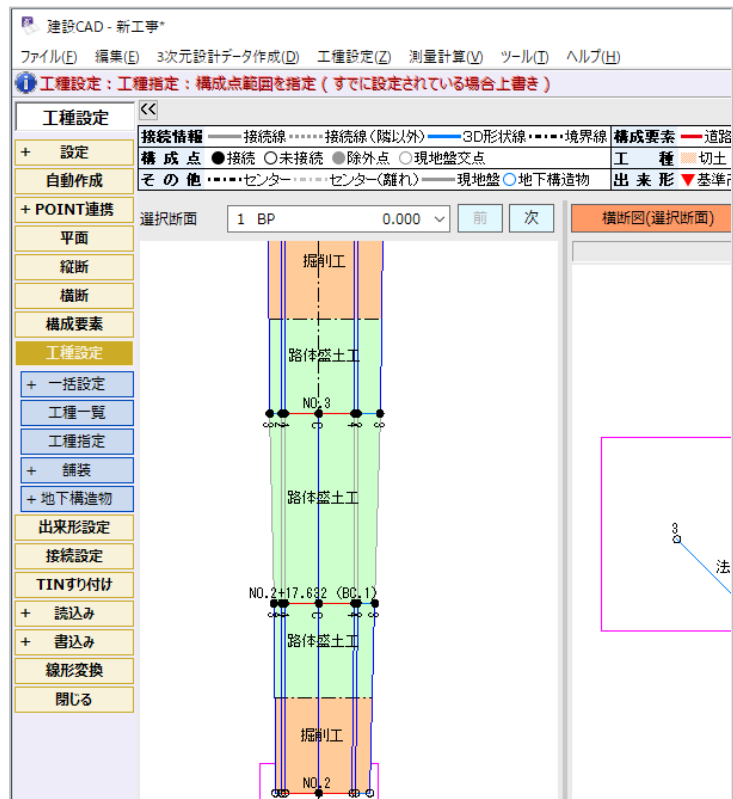 建設CAD - 新工事*
ファイル(F) 編集(E) 3次元設計データ作成(D) 工種設定(Z) 測量計算(V) ツール(T) ヘルプ(H)
工種設定：工種指定：構成点範囲を指定(すでに設定されている場合上書き)
工種設定
<<
接続情報 接続線 接続線(隣以外) 3D形状線 境界線 構成要素 道路
構成点 接続 未接続 除外点 現地盤交点 工種 切土
その他 センター センター(離れ) 現地盤 地下構造物 出来形 ▼基準
+ 設定
自動作成
+ POINT連携
平面
縦断
横断
構成要素
工種設定
+ 一括設定
工種一覧
工種指定
+ 舗装
+ 地下構造物
出来形設定
接続設定
TINすり付け
+ 読込み
+ 書込み
線形変換
閉じる
選択断面 1 BP 0.000 前 次 横断図(選択断面)
掘削工
路体盛土工
NO.3
3 2 4 C 4 3
路体盛土工
NO.2+17.632 (BC.1)
路体盛土工
掘削工
NO.2
3
法